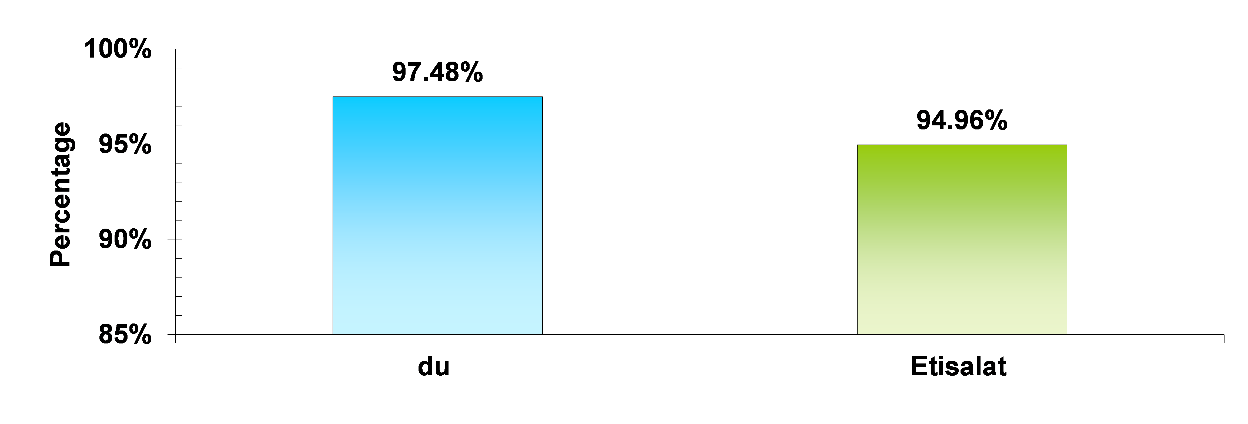 100%
97.48%
94.96%
95%
Percentage
90%
85%
du
Etisalat